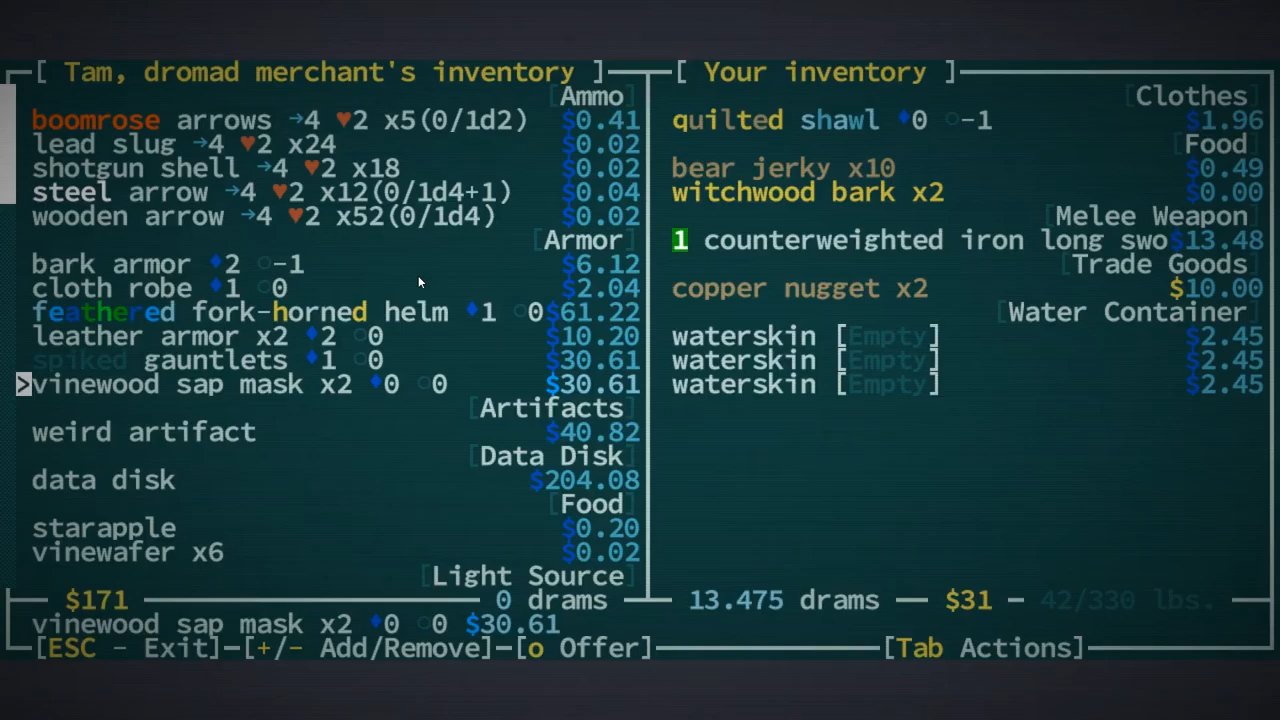 [ Tam, dromad merchant's inventory ]
[Ammo]
boomrose arrows →4 ♥2 x5(0/1d2) $0.41
lead slug →4 ♥2 x24 $0.02
shotgun shell →4 ♥2 x18 $0.02
steel arrow →4 ♥2 x12(0/1d4+1) $0.04
wooden arrow →4 ♥2 x52(0/1d4) $0.02
[Armor]
bark armor ♦2 ○-1 $6.12
cloth robe ♦1 ○0 $2.04
feathered fork-horned helm ♦1 ○0$61.22
leather armor x2 ♦2 ○0 $10.20
spiked gauntlets ♦1 ○0 $30.61
>vinewood sap mask x2 ♦0 ○0 $30.61
[Artifacts]
weird artifact $40.82
[Data Disk]
data disk $204.08
[Food]
starapple $0.20
vinewafer x6 $0.02
[Light Source]
$171 0 drams
[ Your inventory ]
[Clothes]
quilted shawl ♦0 ○-1 $1.96
[Food]
bear jerky x10 $0.49
witchwood bark x2 $0.00
[Melee Weapon]
1 counterweighted iron long swo$13.48
[Trade Goods]
copper nugget x2 $10.00
[Water Container]
waterskin [Empty] $2.45
waterskin [Empty] $2.45
waterskin [Empty] $2.45
13.475 drams $31 42/330 lbs.
vinewood sap mask x2 ♦0 ○0 $30.61
[ESC - Exit]-[+/- Add/Remove]-[o Offer] [Tab Actions]